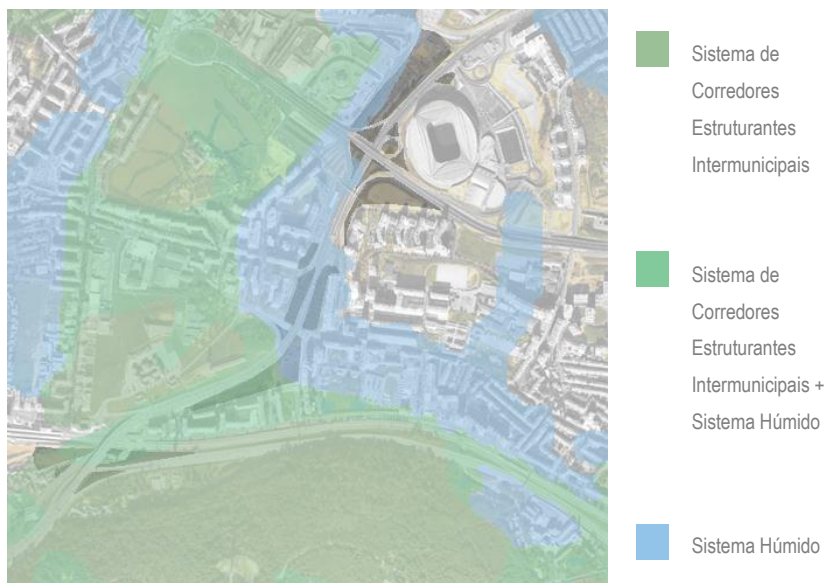 Sistema de
Corredores
Estruturantes
Intermunicipais
Sistema de
Corredores
Estruturantes
Intermunicipais +
Sistema Húmido
Sistema Húmido